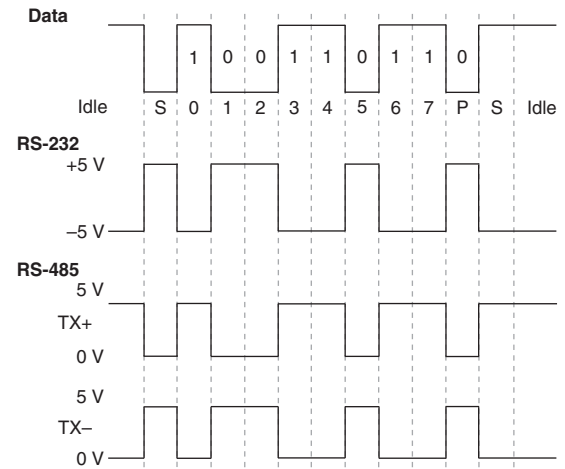 Data
1 0 0 1 1 0 1 1 0
Idle S 0 1 2 3 4 5 6 7 P S Idle
RS-232
+5 V
–5 V
RS-485
5 V
TX+
0 V
5 V
TX–
0 V